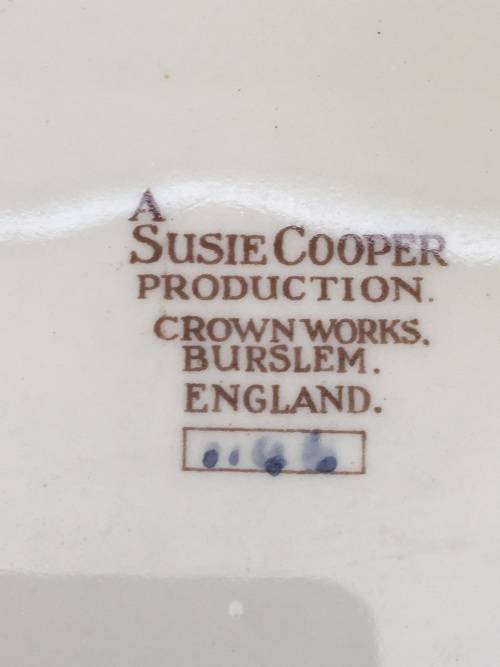 A
SUSIE COOPER
PRODUCTION.
CROWN WORKS.
BURSLEM.
ENGLAND.